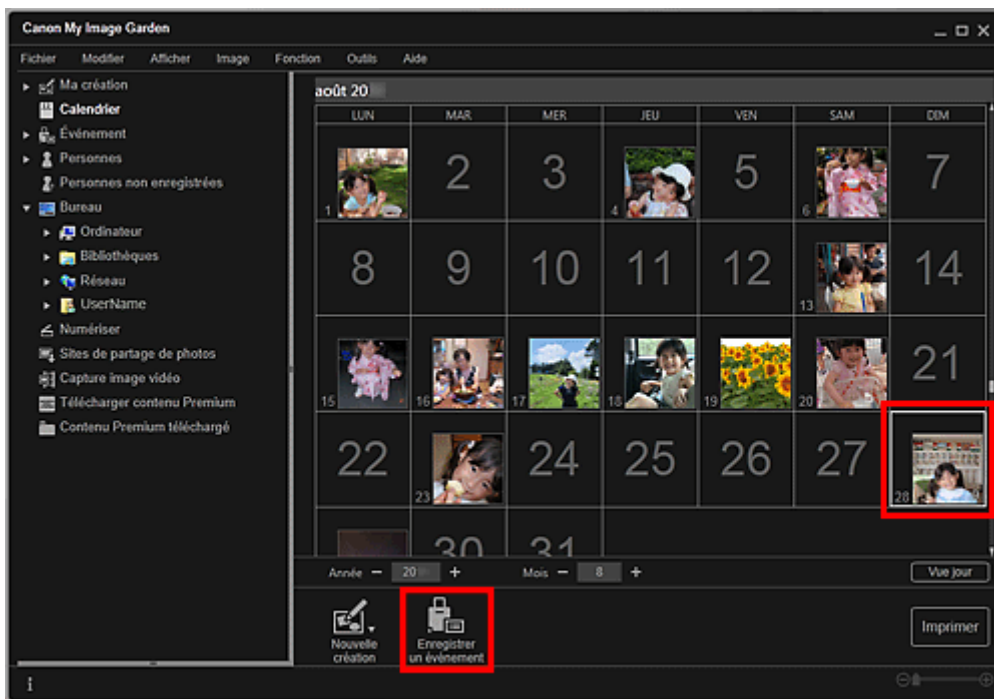 Canon My Image Garden
Fichier Modifier Afficher Image Fonction Outils Aide
Ma création
Calendrier
Événement
Personnes
Personnes non enregistrées
Bureau
Ordinateur
Bibliothèques
Réseau
UserName
Numériser
Sites de partage de photos
Capture image vidéo
Télécharger contenu Premium
Contenu Premium téléchargé
août 20
LUN MAR MER JEU VEN SAM DIM
1 2 3 4 5 6 7
8 9 10 11 12 13 14
15 16 17 18 19 20 21
22 23 24 25 26 27 28
30 31
Année − 20 + Mois − 8 + Vue jour
Nouvelle création
Enregistrer un événement
Imprimer